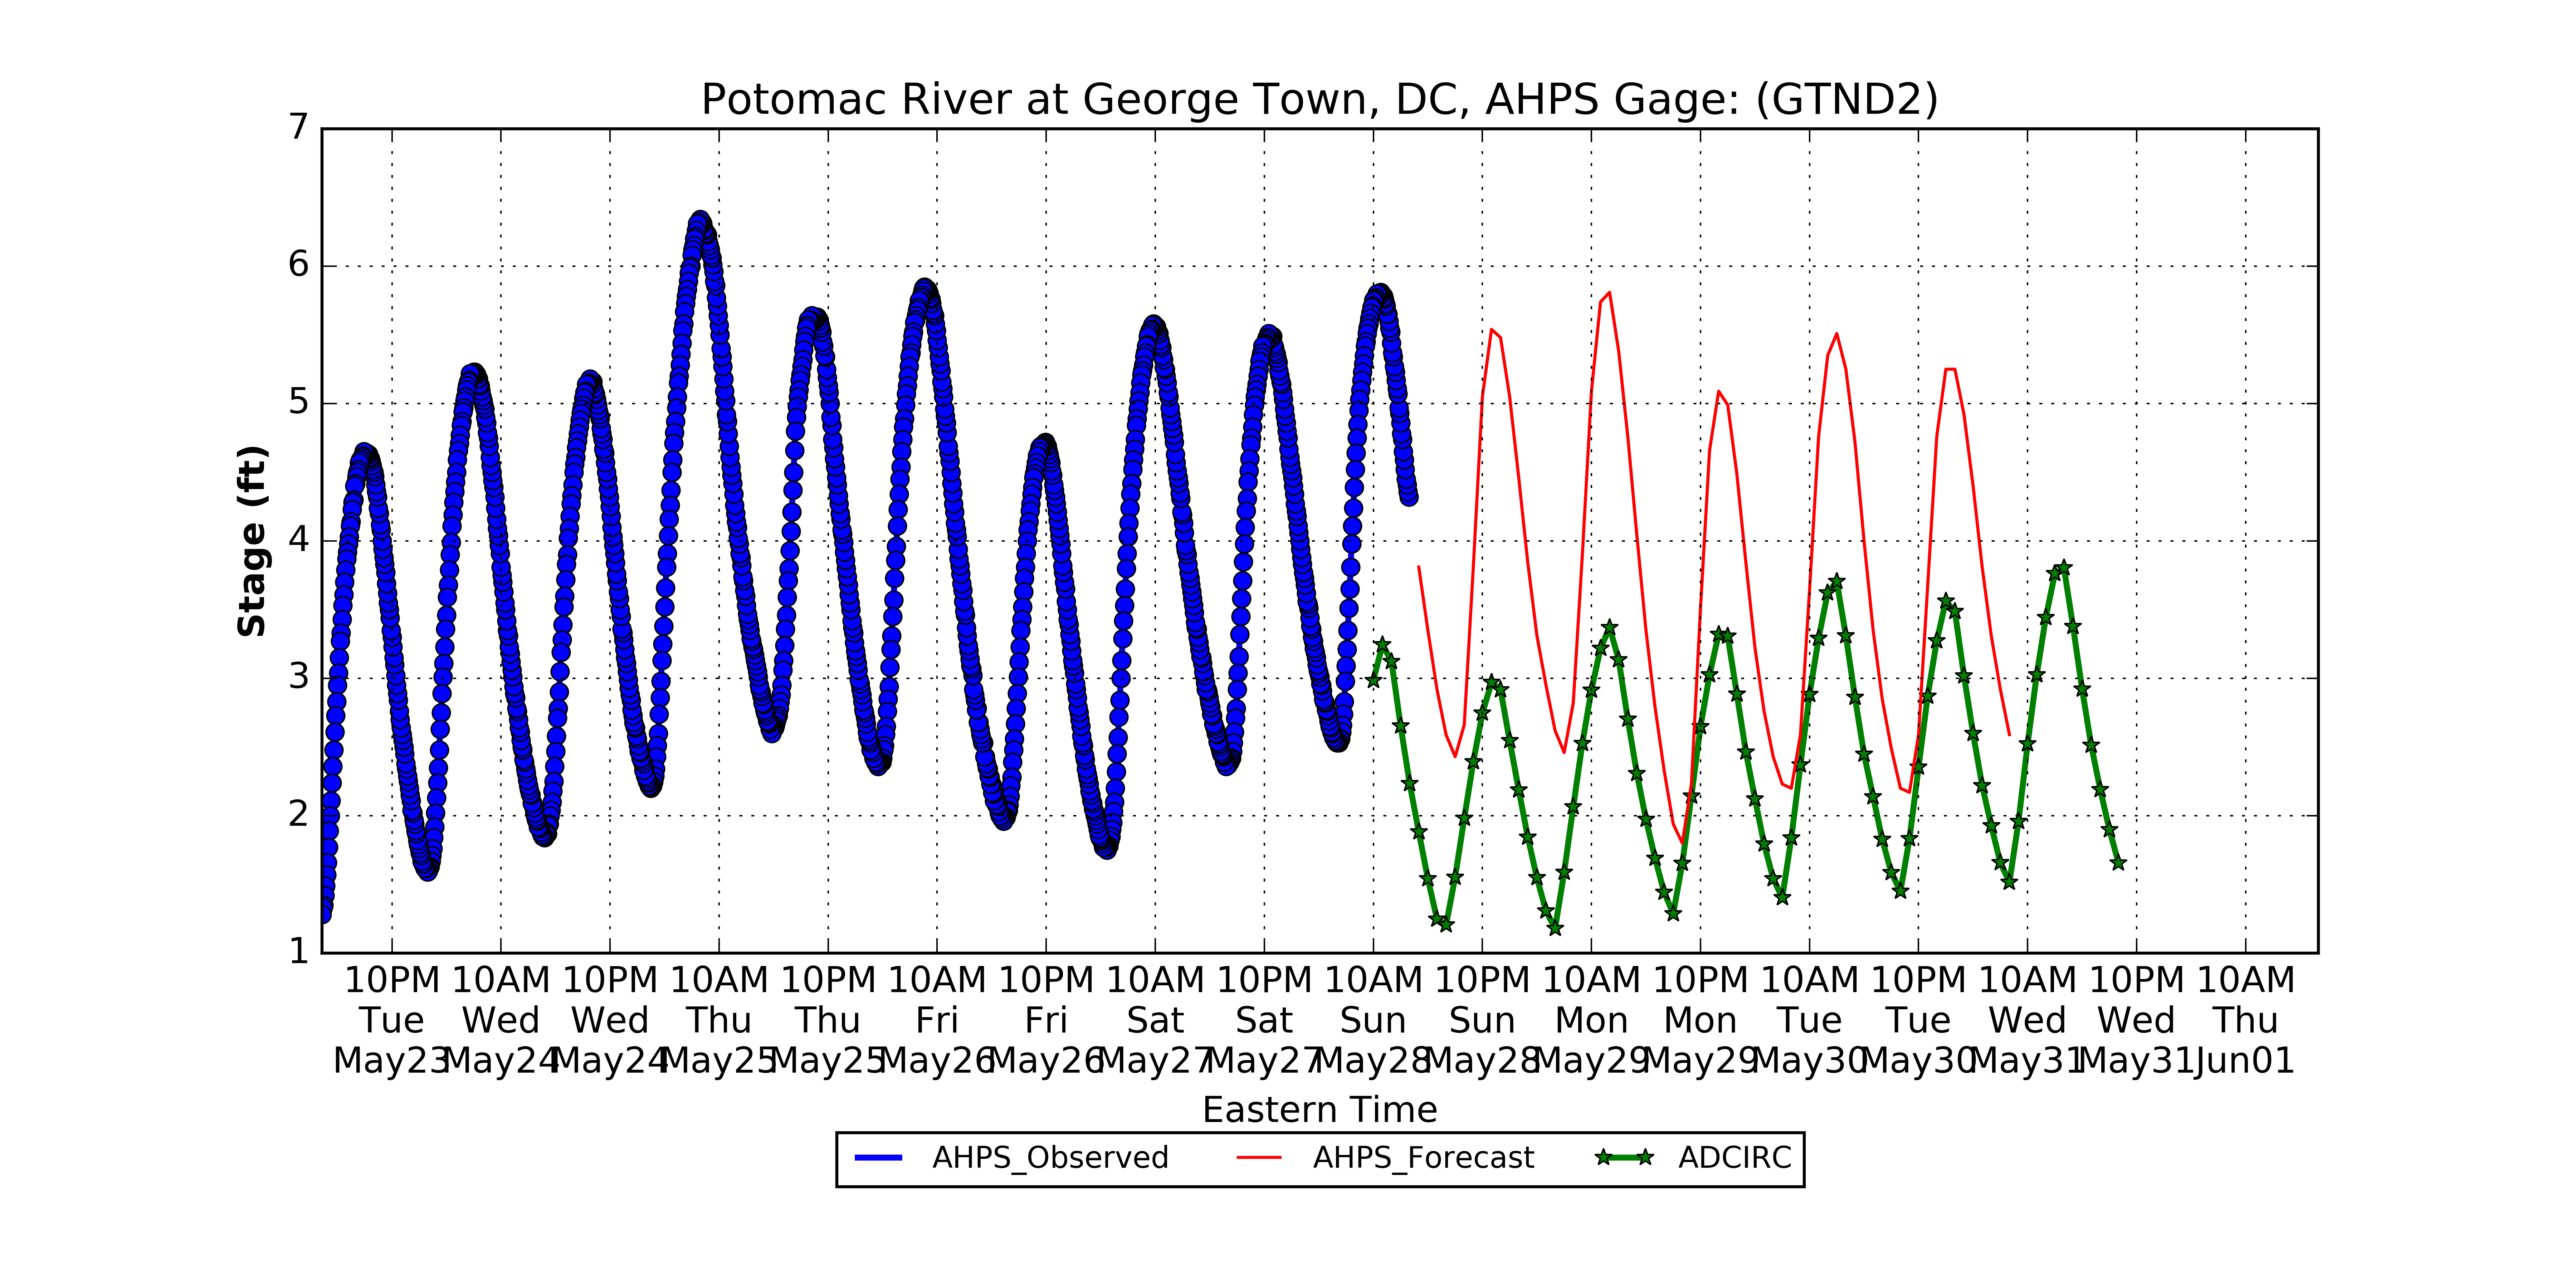 Potomac River at George Town, DC, AHPS Gage: (GTND2)
7
6
5
4
3
2
1
Stage (ft)
10PM 10AM 10PM 10AM 10PM 10AM 10PM 10AM 10PM 10AM 10PM 10AM 10PM 10AM 10PM 10AM 10PM 10AM
Tue Wed Wed Thu Thu Fri Fri Sat Sat Sun Sun Mon Mon Tue Tue Wed Wed Thu
May23 May24 May24 May25 May25 May26 May26 May27 May27 May28 May28 May29 May29 May30 May30 May31 May31 Jun01
Eastern Time
AHPS_Observed AHPS_Forecast ADCIRC